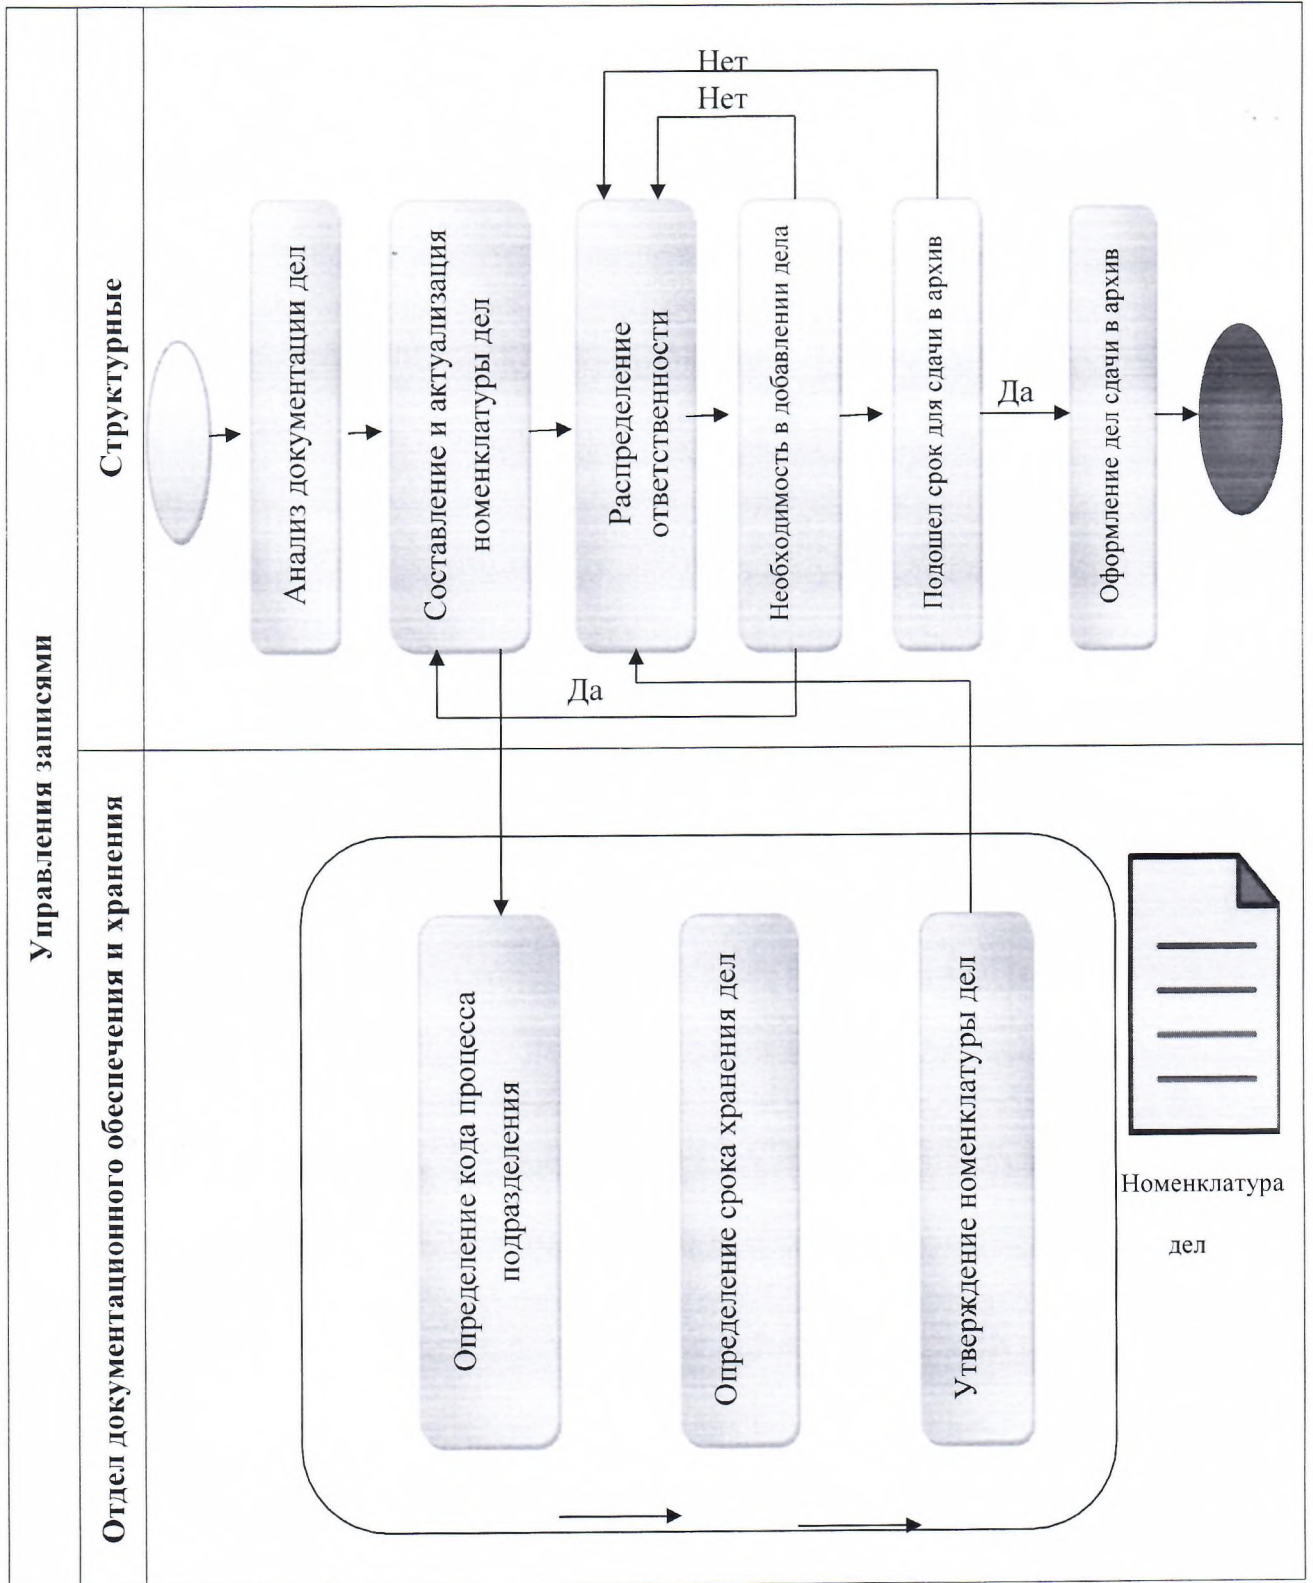 Управления записями
Отдел документационного обеспечения и хранения
Структурные
Анализ документации дел
Составление и актуализация
номенклатуры дел
Распределение
ответственности
Необходимость в добавлении дела
Подошел срок для сдачи в архив
Оформление дел сдачи в архив
Нет
Нет
Да
Да
Определение кода процесса
подразделения
Определение срока хранения дел
Утверждение номенклатуры дел
Номенклатура
дел